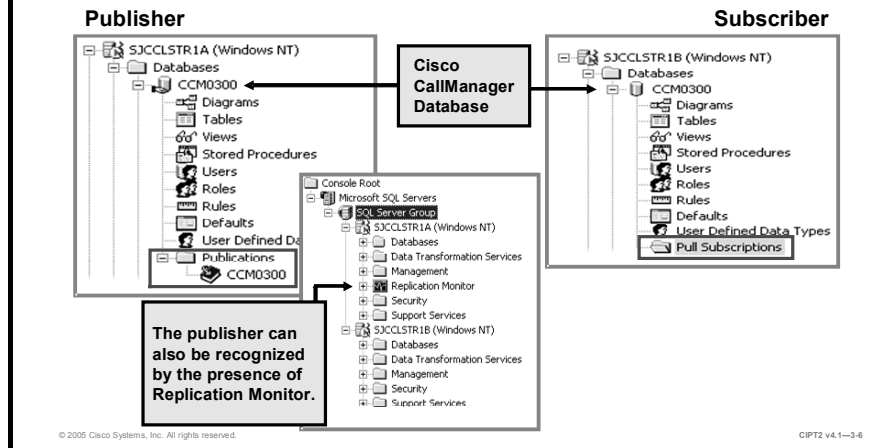 Publisher
Subscriber
SJCCLSTR1A (Windows NT)
Databases
CCM0300
Diagrams
Tables
Views
Stored Procedures
Users
Roles
Rules
Defaults
User Defined Da
Publications
CCM0300
Cisco
CallManager
Database
SJCCLSTR1B (Windows NT)
Databases
CCM0300
Diagrams
Tables
Views
Stored Procedures
Users
Roles
Rules
Defaults
User Defined Data Types
Pull Subscriptions
Console Root
Microsoft SQL Servers
SQL Server Group
SJCCLSTR1A (Windows NT)
Databases
Data Transformation Services
Management
Replication Monitor
Security
Support Services
SJCCLSTR1B (Windows NT)
Databases
Data Transformation Services
Management
Security
Support Services
The publisher can
also be recognized
by the presence of
Replication Monitor.
© 2005 Cisco Systems, Inc. All rights reserved.
CIPT2 v4.1—3-6